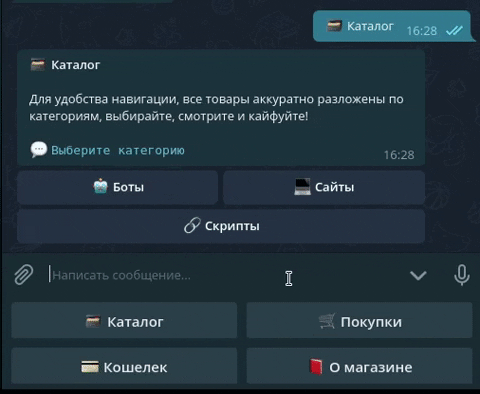 Каталог
16:28
Каталог
Для удобства навигации, все товары аккуратно разложены по
категориям, выбирайте, смотрите и кайфуйте!
Выберите категорию
16:28
Боты
Сайты
Скрипты
Написать сообщение...
Каталог
Покупки
Кошелек
О магазине